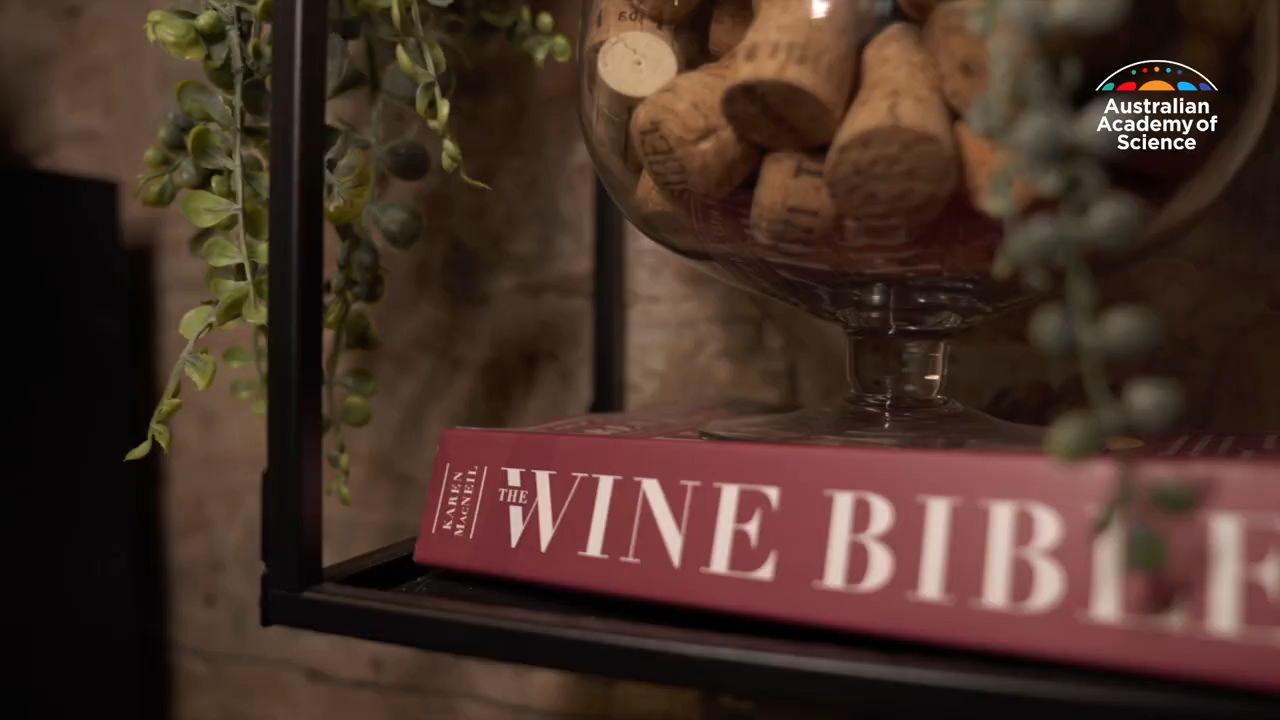 Australian
Academy of
Science
KAREN
MACNEIL
THE
WINE BIBLE